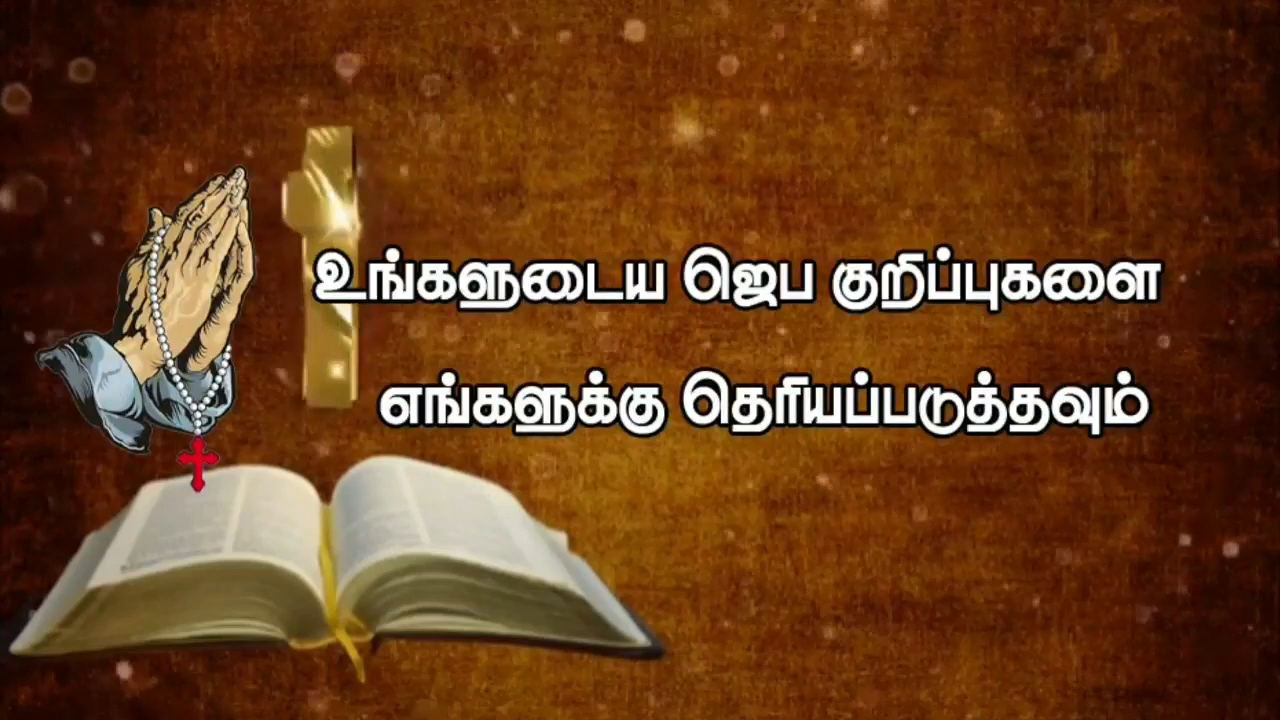 உங்களுடைய ஜெப குறிப்புகளை
எங்களுக்கு தெரியப்படுத்தவும்